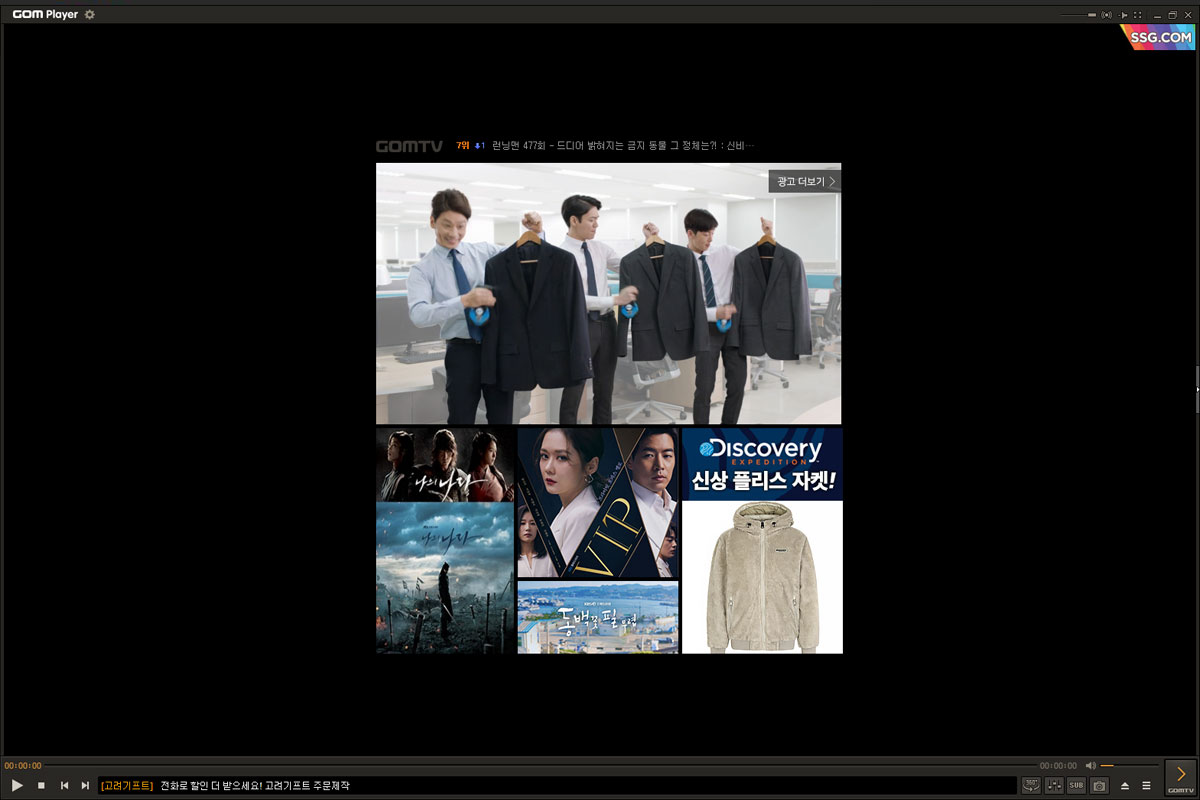 GOM Player
SSG.COM
GOMTV 7위 1 런닝맨 477회 - 드디어 밝혀지는 금지 동물 그 정체는?! : 신비…
광고 더보기
나의 나라
VIP
Discovery
EXPEDITION
신상 플리스 자켓!
나의 나라
동백꽃 필 무렵
00:00:00
00:00:00
[고려기프트] 전화로 할인 더 받으세요! 고려기프트 주문제작
360°
SUB
GOMTV